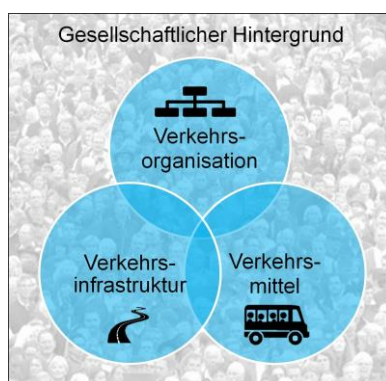 Gesellschaftlicher Hintergrund
Verkehrs-
organisation
Verkehrs-
infrastruktur
Verkehrs-
mittel